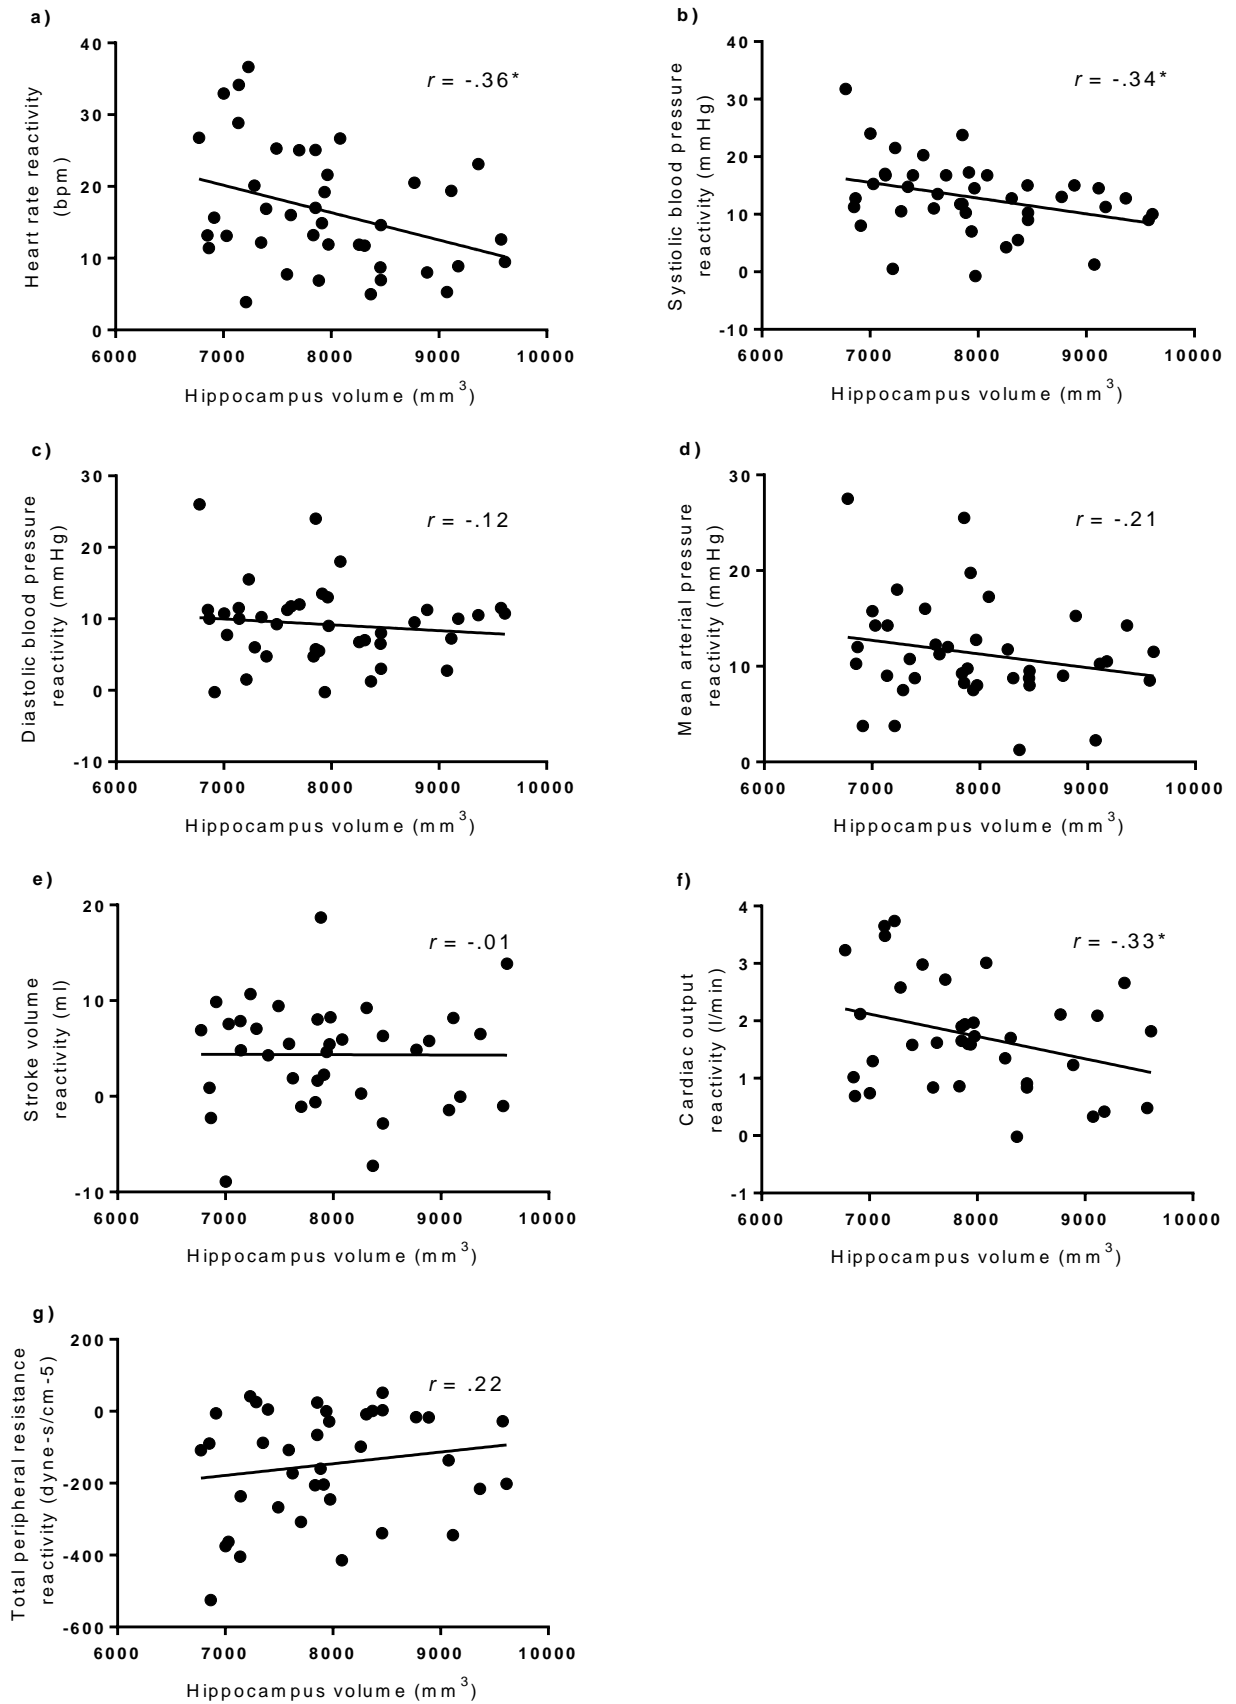 a)
40
30
20
10
0
Heart rate reactivity
(bpm)
r = -.36*
6000 7000 8000 9000 10000
Hippocampus volume (mm3)
b)
40
30
20
10
0
-10
Systiolic blood pressure
reactivity (mmHg)
r = -.34*
6000 7000 8000 9000 10000
Hippocampus volume (mm3)
c)
30
20
10
0
-10
Diastolic blood pressure
reactivity (mmHg)
r = -.12
6000 7000 8000 9000 10000
Hippocampus volume (mm3)
d)
30
20
10
0
Mean arterial pressure
reactivity (mmHg)
r = -.21
6000 7000 8000 9000 10000
Hippocampus volume (mm3)
e)
20
10
0
-10
Stroke volume
reactivity (ml)
r = -.01
6000 7000 8000 9000 10000
Hippocampus volume (mm3)
f)
4
3
2
1
0
-1
Cardiac output
reactivity (l/min)
r = -.33*
6000 7000 8000 9000 10000
Hippocampus volume (mm3)
g)
200
0
-200
-400
-600
Total peripheral resistance
reactivity (dyne-s/cm-5)
r = .22
6000 7000 8000 9000 10000
Hippocampus volume (mm3)